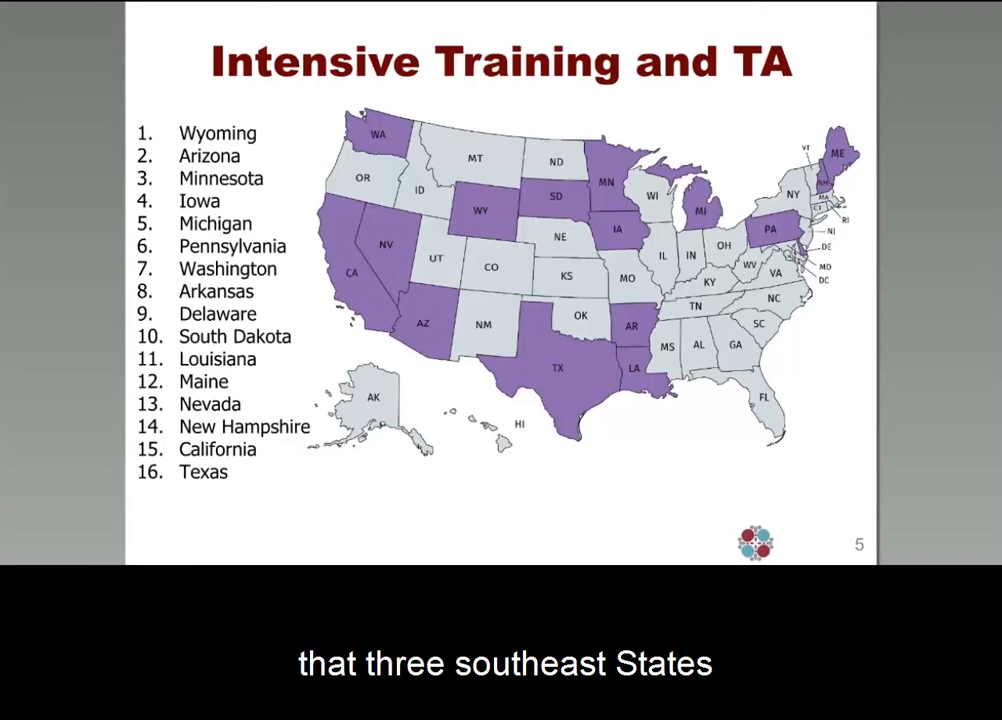 Intensive Training and TA
1. Wyoming
2. Arizona
3. Minnesota
4. Iowa
5. Michigan
6. Pennsylvania
7. Washington
8. Arkansas
9. Delaware
10. South Dakota
11. Louisiana
12. Maine
13. Nevada
14. New Hampshire
15. California
16. Texas
WA
MT
ND
MN
VT
ME
OR
ID
SD
WI
MI
NY
NH
MA
CT
RI
WY
NV
NE
IA
PA
NJ
DE
CA
UT
CO
KS
MO
IL
IN
OH
WV
VA
MD
DC
KY
AZ
NM
OK
AR
TN
NC
SC
TX
LA
MS
AL
GA
FL
AK
HI
5
that three southeast States